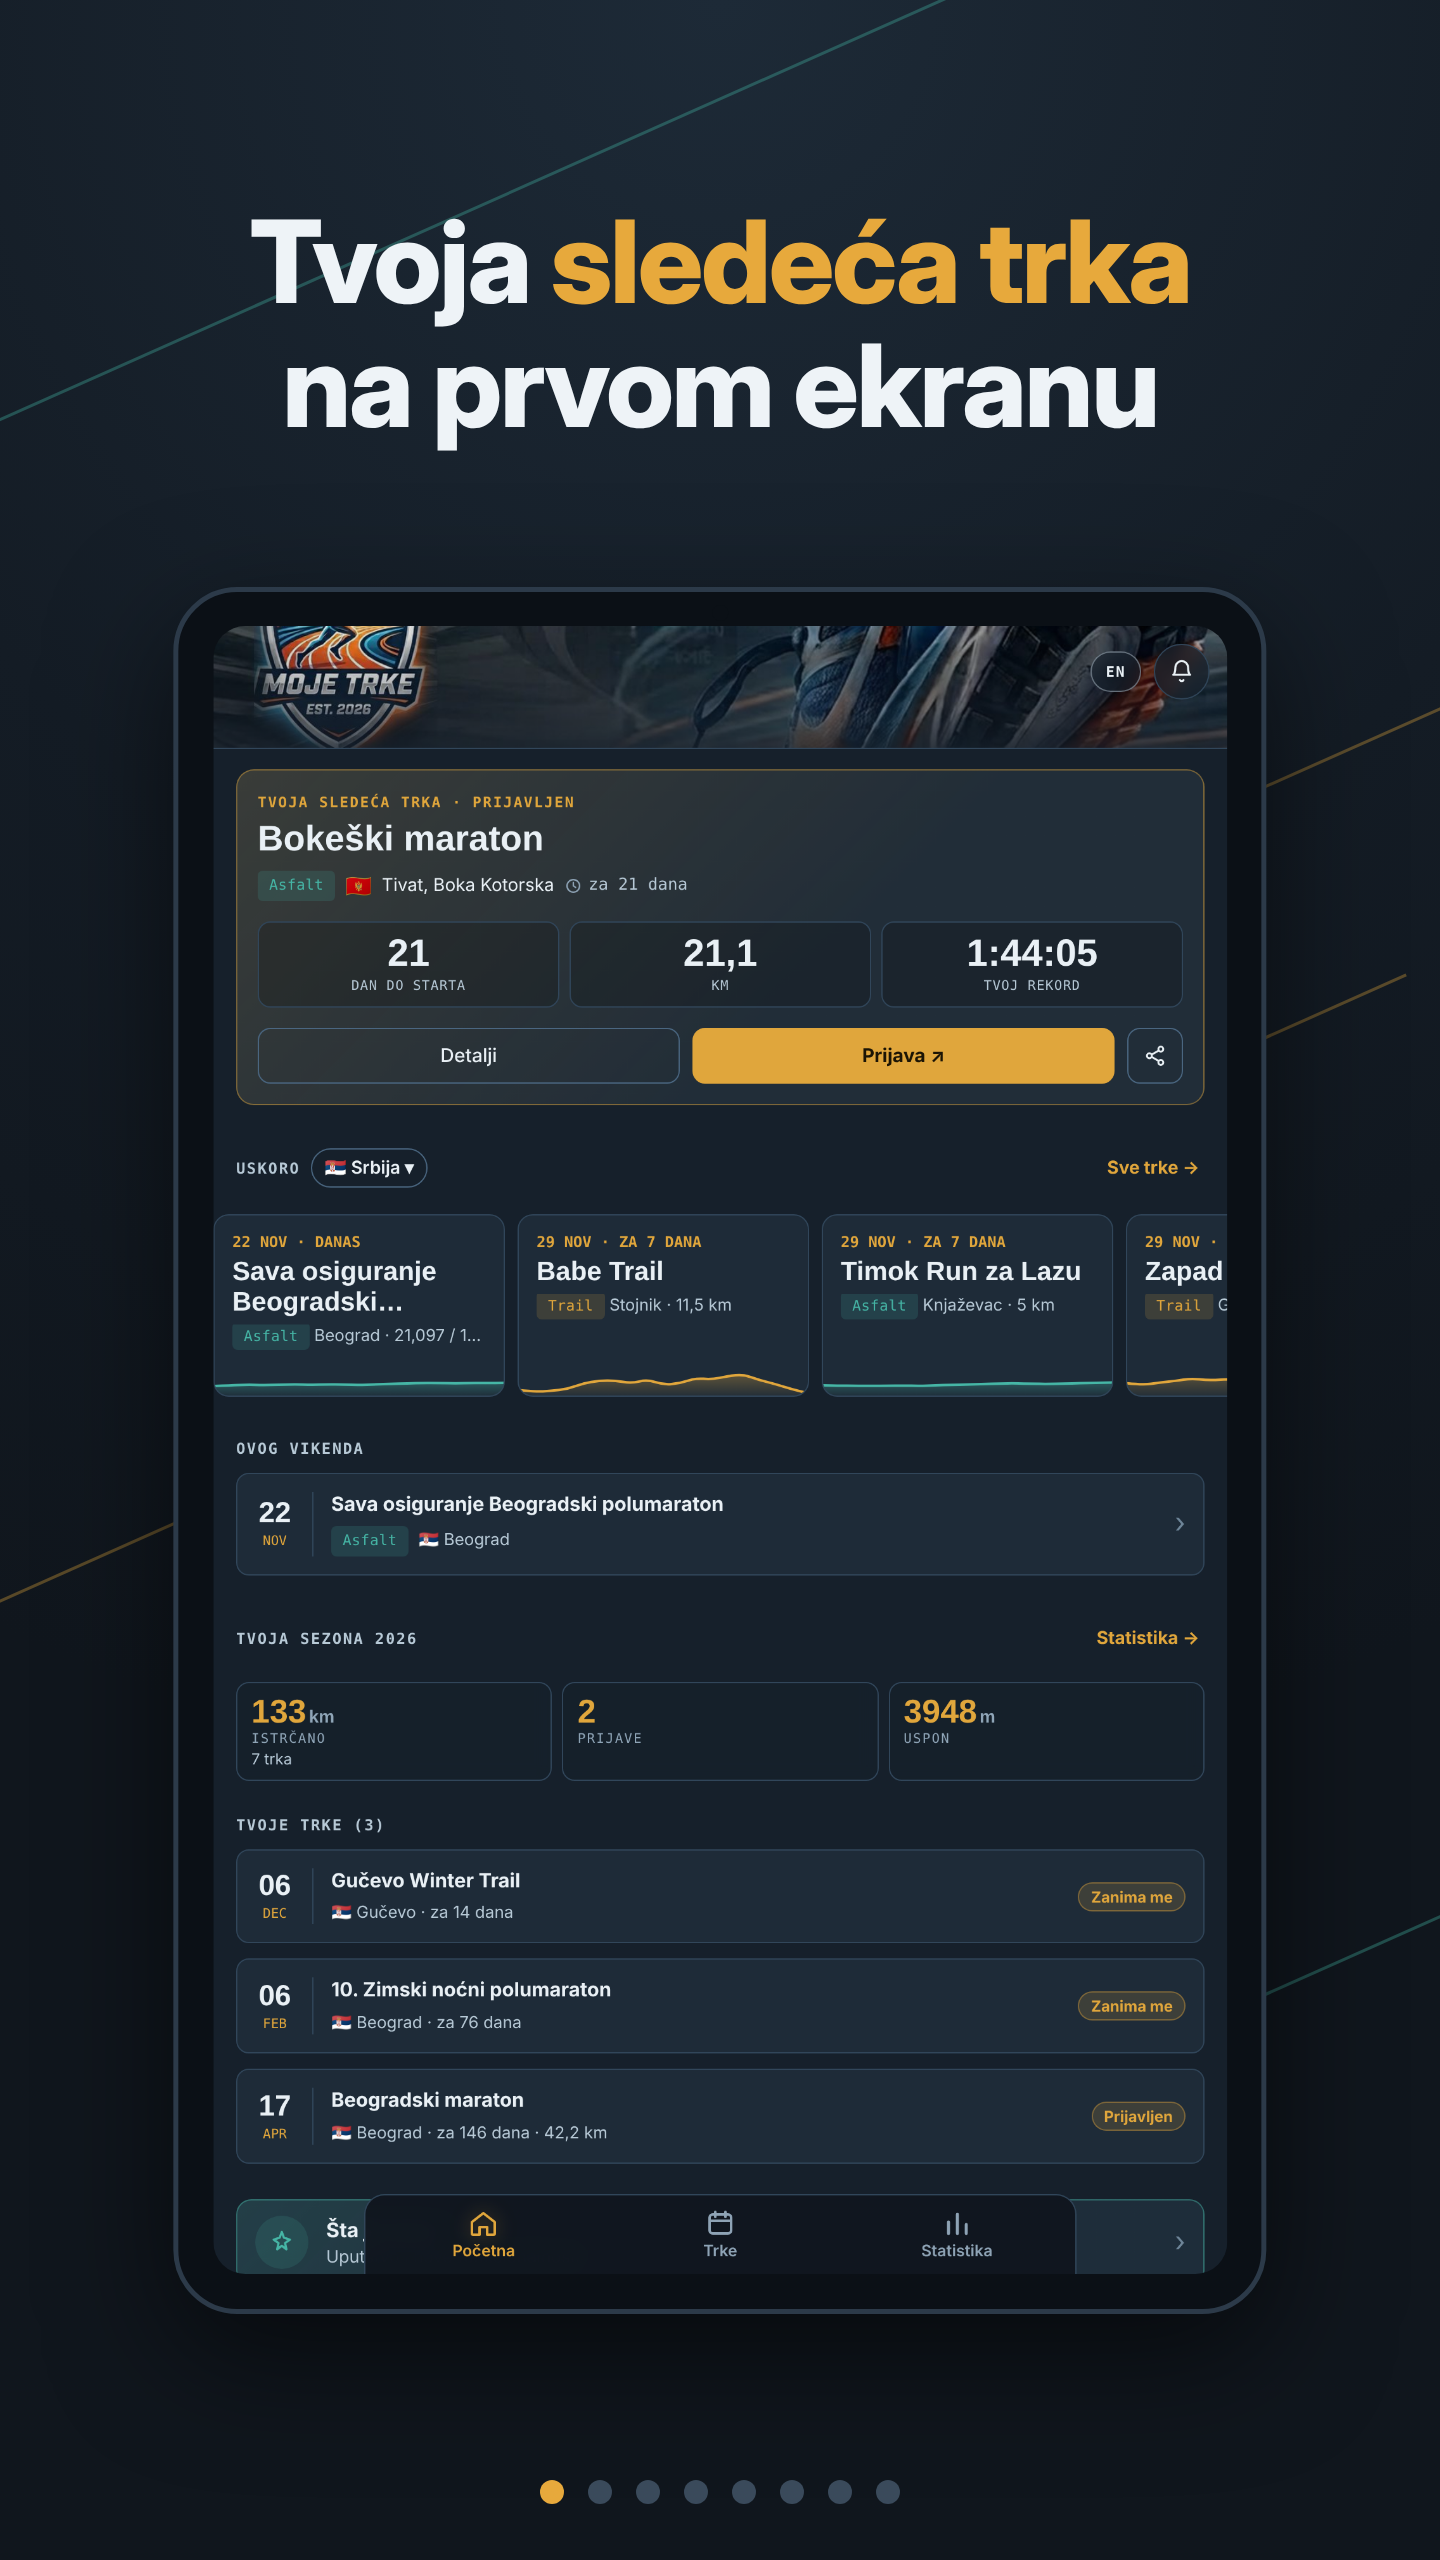 Tvoja sledeća trka
na prvom ekranu
MOJE TRKE
EST. 2026
EN
TVOJA SLEDEĆA TRKA · PRIJAVLJEN
Bokeški maraton
Asfalt Tivat, Boka Kotorska za 21 dana
21 21,1 1:44:05
DAN DO STARTA KM TVOJ REKORD
Detalji Prijava ↗
USKORO Srbija ▾ Sve trke →
22 NOV · DANAS 29 NOV · ZA 7 DANA 29 NOV · ZA 7 DANA 29 NOV ·
Sava osiguranje Babe Trail Timok Run za Lazu Zapad
Beogradski…
Trail Stojnik · 11,5 km Asfalt Knjaževac · 5 km Trail G
Asfalt Beograd · 21,097 / 1…
OVOG VIKENDA
22 Sava osiguranje Beogradski polumaraton
NOV Asfalt Beograd
TVOJA SEZONA 2026 Statistika →
133 km 2 3948 m
ISTRČANO PRIJAVE USPON
7 trka
TVOJE TRKE (3)
06 Gučevo Winter Trail
DEC Gučevo · za 14 dana Zanima me
06 10. Zimski noćni polumaraton
FEB Beograd · za 76 dana Zanima me
17 Beogradski maraton
APR Beograd · za 146 dana · 42,2 km Prijavljen
Šta
Uput
Početna Trke Statistika